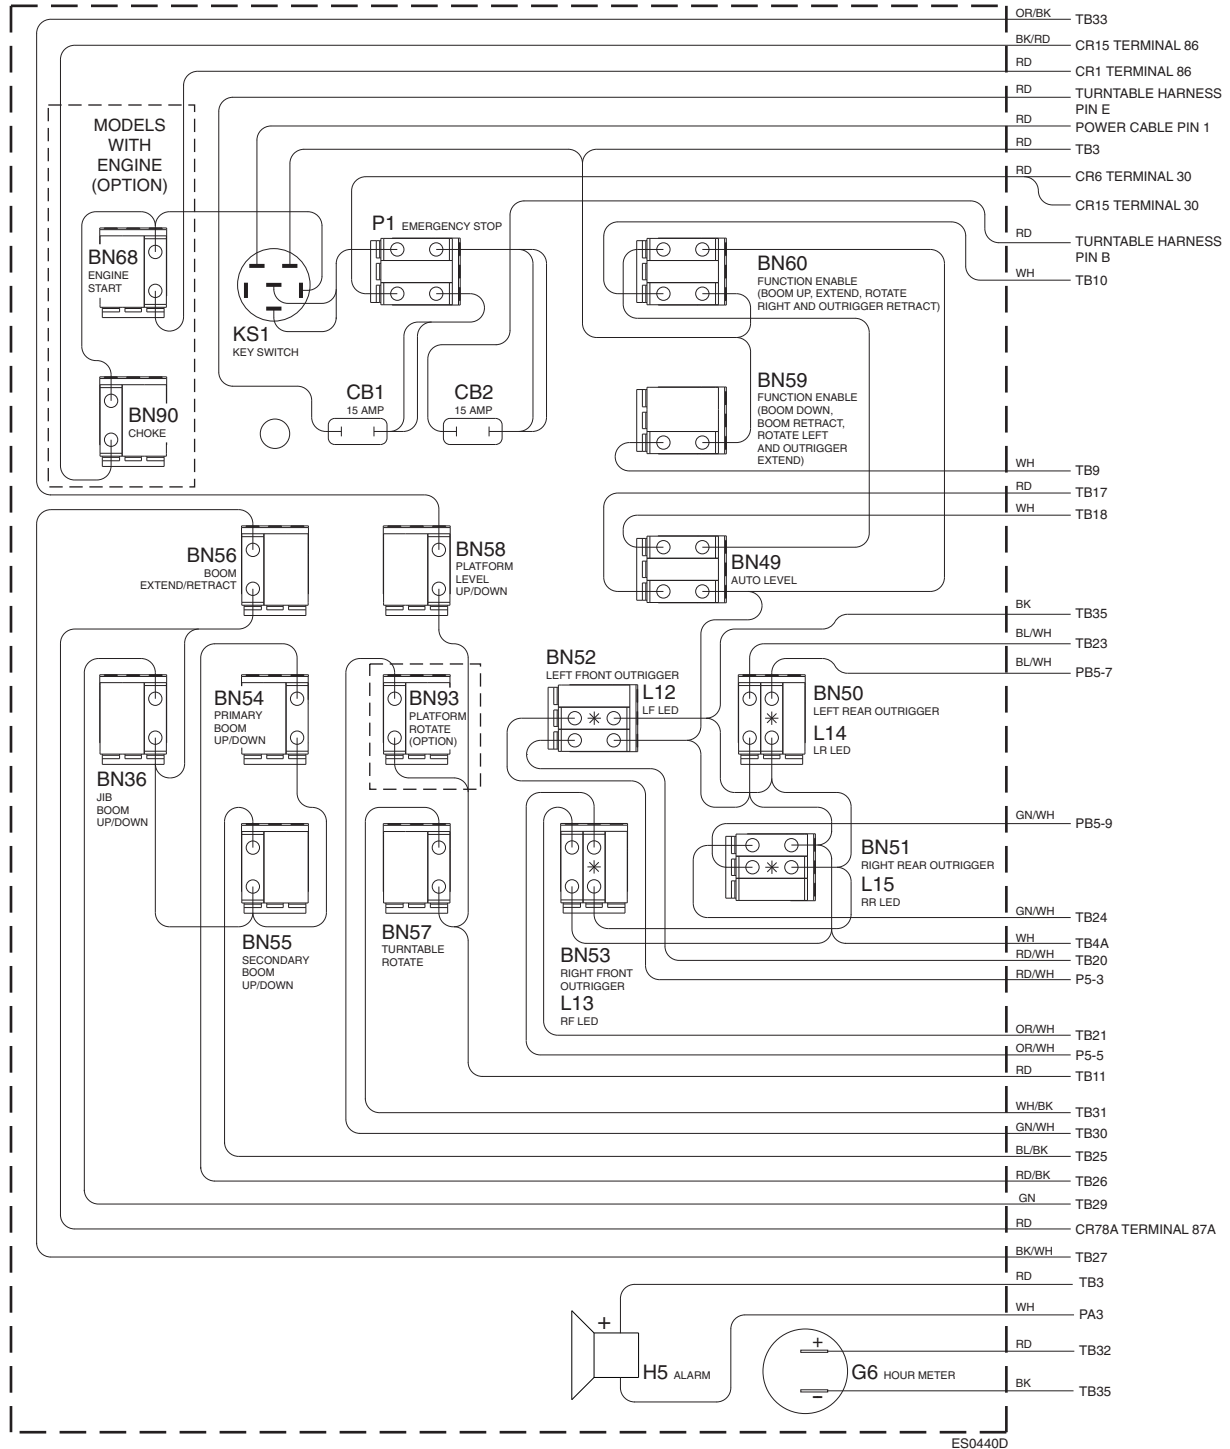 OR/BK TB33
BK/RD CR15 TERMINAL 86
RD CR1 TERMINAL 86
RD TURNTABLE HARNESS
PIN E
RD POWER CABLE PIN 1
RD TB3
RD CR6 TERMINAL 30
CR15 TERMINAL 30
RD TURNTABLE HARNESS
PIN B
WH TB10
MODELS
WITH
ENGINE
(OPTION)
BN68
ENGINE
START
BN90
CHOKE
KS1
KEY SWITCH
P1 EMERGENCY STOP
CB1
15 AMP
CB2
15 AMP
BN60
FUNCTION ENABLE
(BOOM UP, EXTEND, ROTATE
RIGHT AND OUTRIGGER RETRACT)
BN59
FUNCTION ENABLE
(BOOM DOWN,
BOOM RETRACT,
ROTATE LEFT
AND OUTRIGGER
EXTEND)
WH TB9
RD TB17
WH TB18
BN56
BOOM
EXTEND/RETRACT
BN58
PLATFORM
LEVEL
UP/DOWN
BN49
AUTO LEVEL
BK TB35
BL/WH TB23
BL/WH PB5-7
BN36
JIB
BOOM
UP/DOWN
BN54
PRIMARY
BOOM
UP/DOWN
BN93
PLATFORM
ROTATE
(OPTION)
BN52
LEFT FRONT OUTRIGGER
L12
LF LED
BN50
LEFT REAR OUTRIGGER
L14
LR LED
GN/WH PB5-9
BN55
SECONDARY
BOOM
UP/DOWN
BN57
TURNTABLE
ROTATE
BN53
RIGHT FRONT
OUTRIGGER
L13
RF LED
BN51
RIGHT REAR OUTRIGGER
L15
RR LED
GN/WH TB24
WH TB4A
RD/WH TB20
RD/WH P5-3
OR/WH TB21
OR/WH P5-5
RD TB11
WH/BK TB31
GN/WH TB30
BL/BK TB25
RD/BK TB26
GN TB29
RD CR78A TERMINAL 87A
BK/WH TB27
RD TB3
WH PA3
RD TB32
BK TB35
+
H5 ALARM
+
–
G6 HOUR METER
ES0440D